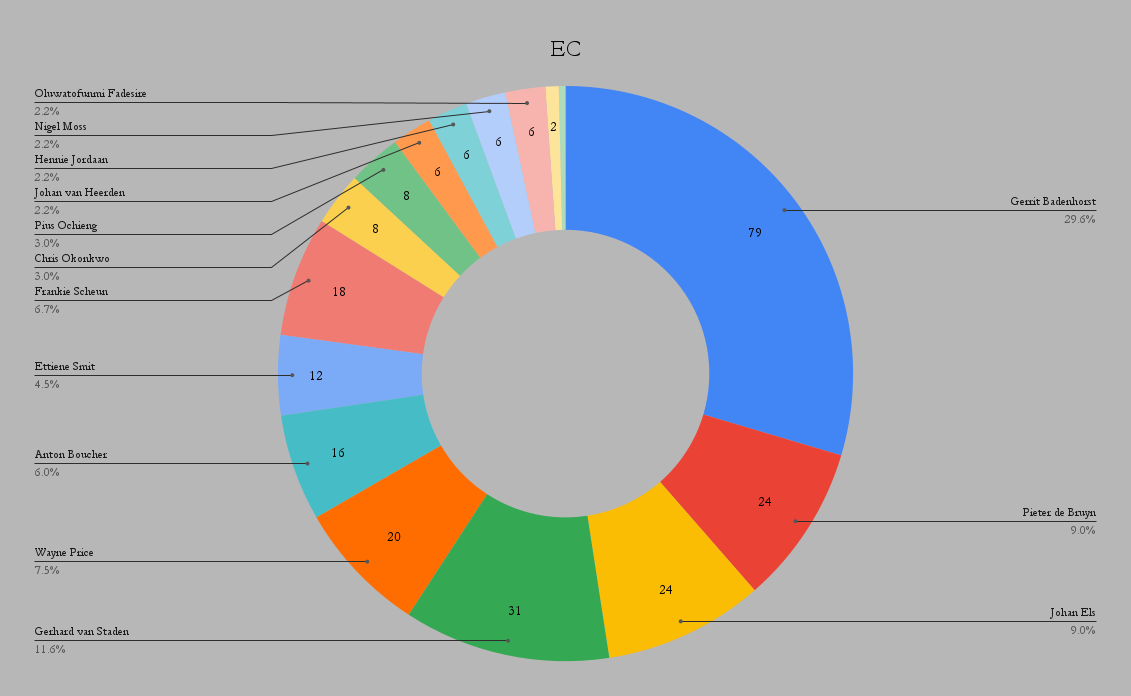 EC
Oluwatofunmi Fadesire
2.2%
Nigel Moss
2.2%
Hennie Jordaan
2.2%
Johan van Heerden
2.2%
Pius Ochieng
3.0%
Chris Okonkwo
3.0%
Frankie Scheun
6.7%
Ettiene Smit
4.5%
Anton Boucher
6.0%
Wayne Price
7.5%
Gerhard van Staden
11.6%
Gerrit Badenhorst
29.6%
Pieter de Bruyn
9.0%
Johan Els
9.0%
79
24
24
31
20
16
12
18
8
8
6
6
6
6
2